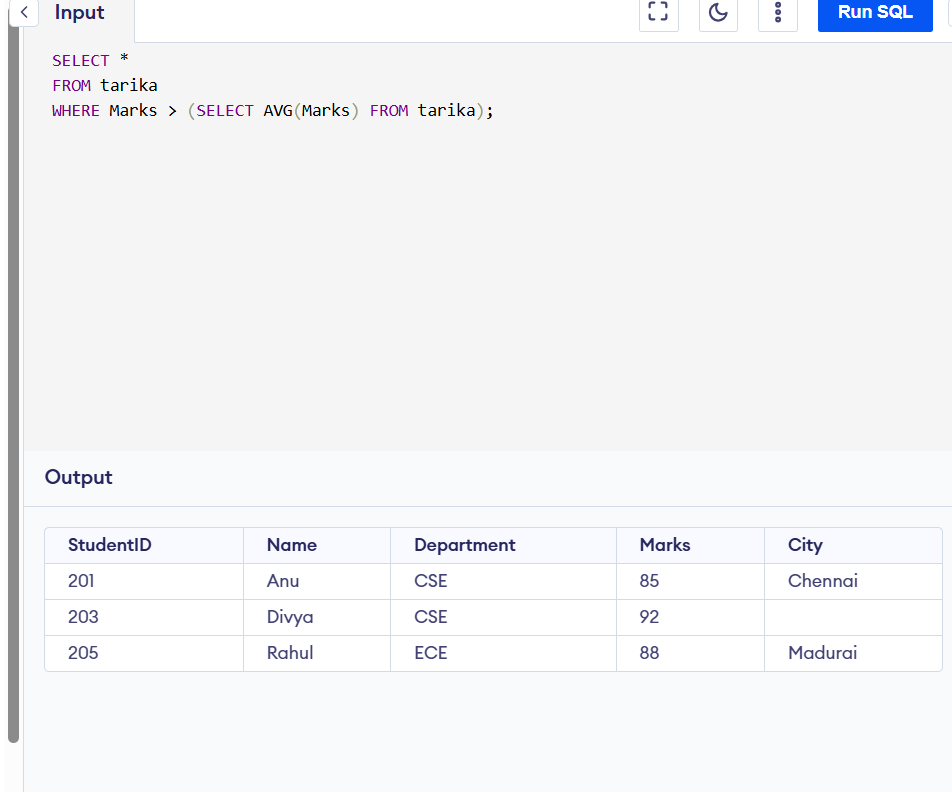 Input
Run SQL
SELECT *
FROM tarika
WHERE Marks > (SELECT AVG(Marks) FROM tarika);
Output
StudentID Name Department Marks City
201 Anu CSE 85 Chennai
203 Divya CSE 92
205 Rahul ECE 88 Madurai